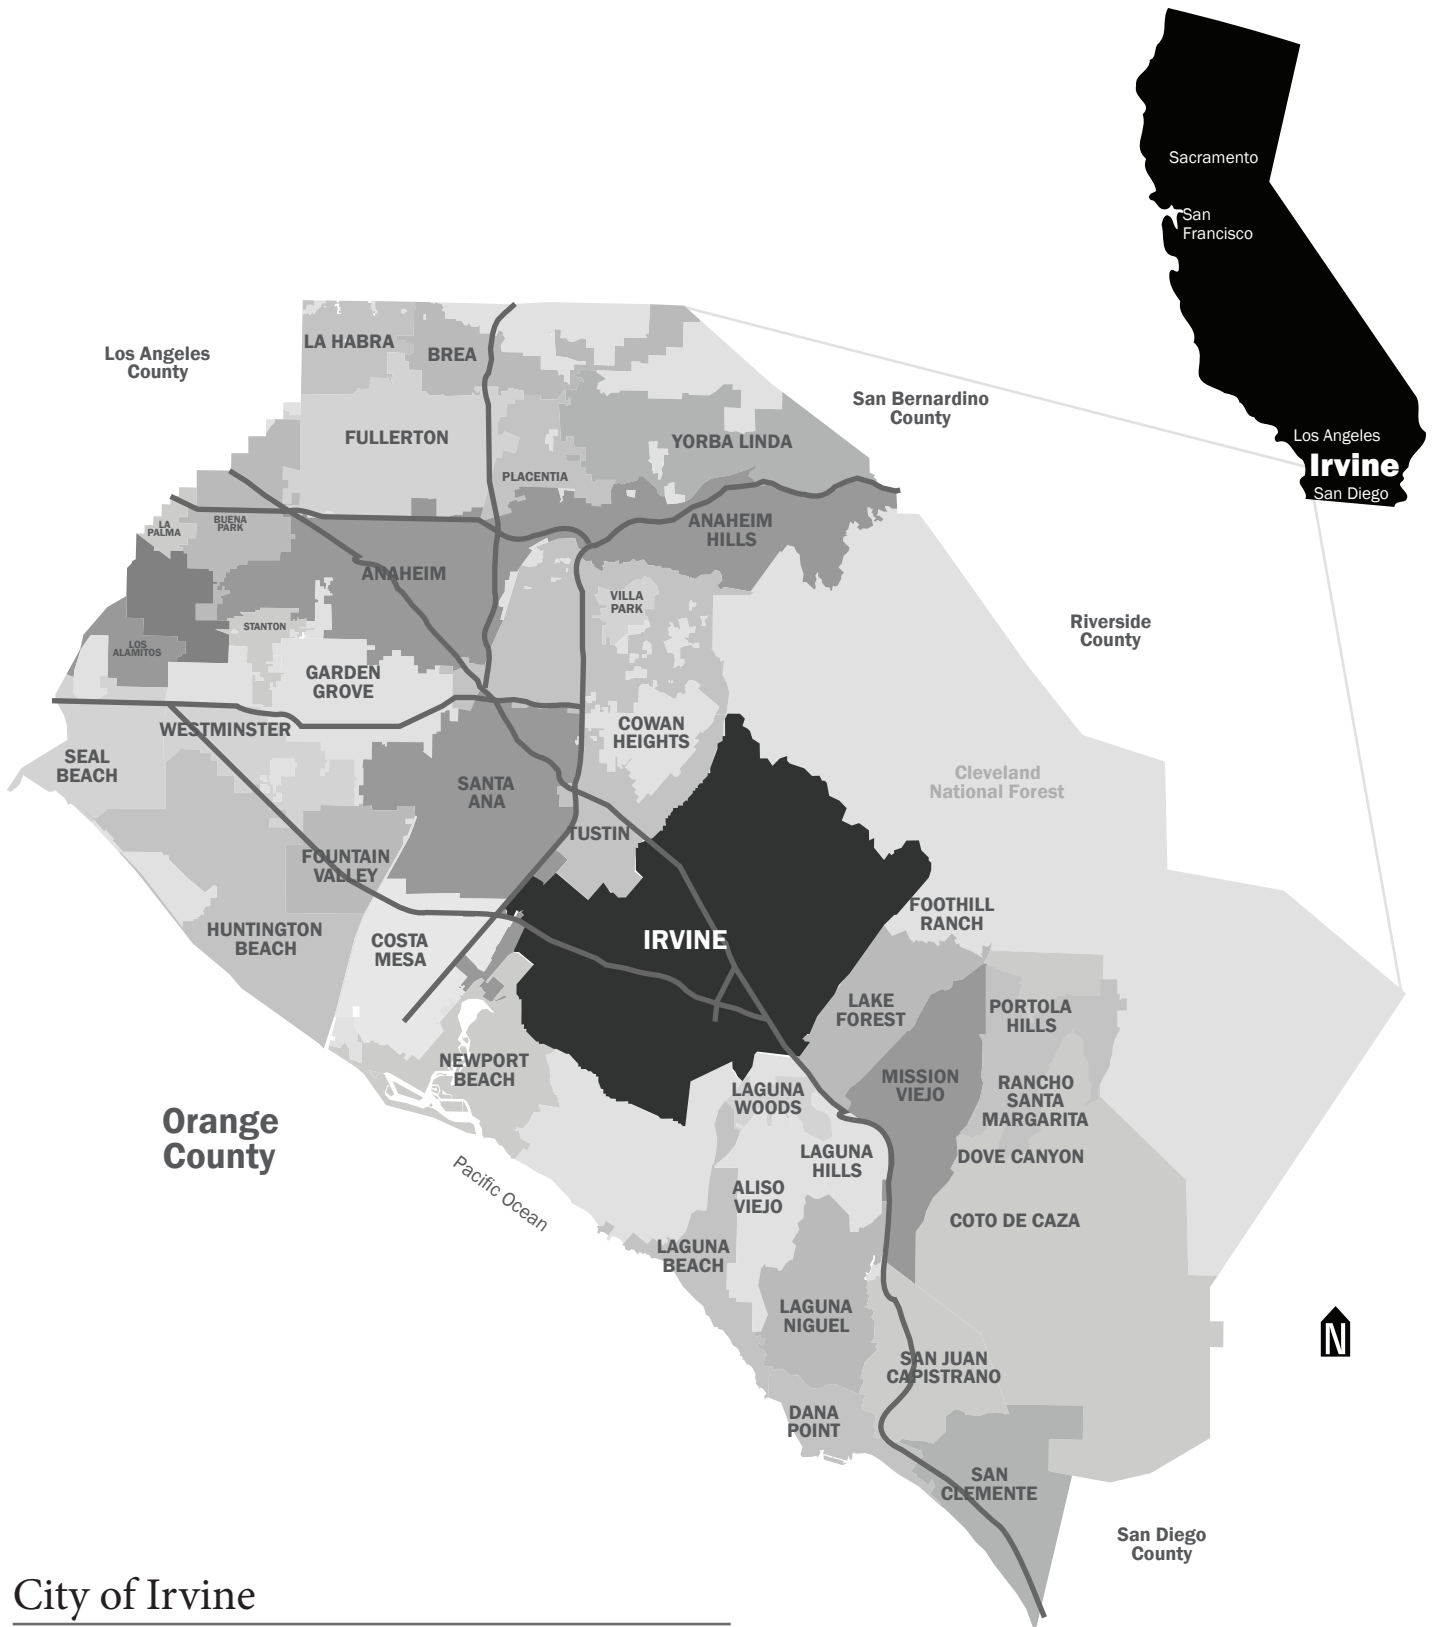 Sacramento
San
Francisco
Los Angeles
Irvine
San Diego
Los Angeles
County
San Bernardino
County
Riverside
County
LA HABRA
BREA
FULLERTON
YORBA LINDA
PLACENTIA
LA
PALMA
BUENA
PARK
ANAHEIM
HILLS
ANAHEIM
VILLA
PARK
STANTON
LOS
ALAMITOS
GARDEN
GROVE
WESTMINSTER
COWAN
HEIGHTS
SEAL
BEACH
SANTA
ANA
Cleveland
National Forest
TUSTIN
FOUNTAIN
VALLEY
HUNTINGTON
BEACH
COSTA
MESA
IRVINE
FOOTHILL
RANCH
LAKE
FOREST
PORTOLA
HILLS
NEWPORT
BEACH
LAGUNA
WOODS
MISSION
VIEJO
RANCHO
SANTA
MARGARITA
Orange
County
Pacific Ocean
LAGUNA
HILLS
DOVE CANYON
ALISO
VIEJO
COTO DE CAZA
LAGUNA
BEACH
LAGUNA
NIGUEL
N
SAN JUAN
CAPISTRANO
DANA
POINT
SAN
CLEMENTE
San Diego
County
City of Irvine